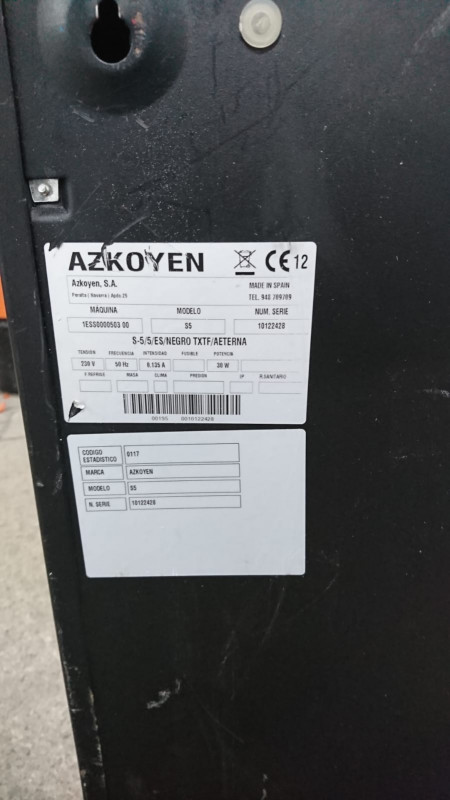 AZKOYEN CE 12
Azkoyen, S.A. MADE IN SPAIN
Peralta (Navarra) Apdo 25 TEL. 948 709709
MAQUINA MODELO NUM. SERIE
1ESS0000503 00 S5 10122428
S-5/5/ES/NEGRO TXTF/AETERNA
TENSION FRECUENCIA INTENSIDAD FUSIBLE POTENCIA
230 V 50 Hz 0.135 A 30 W
MASA CLIMA PRESION IP R.SANITARIO
0010122428
CODIGO ESTADISTICO 0117
MARCA AZKOYEN
MODELO S5
N. SERIE 10122428